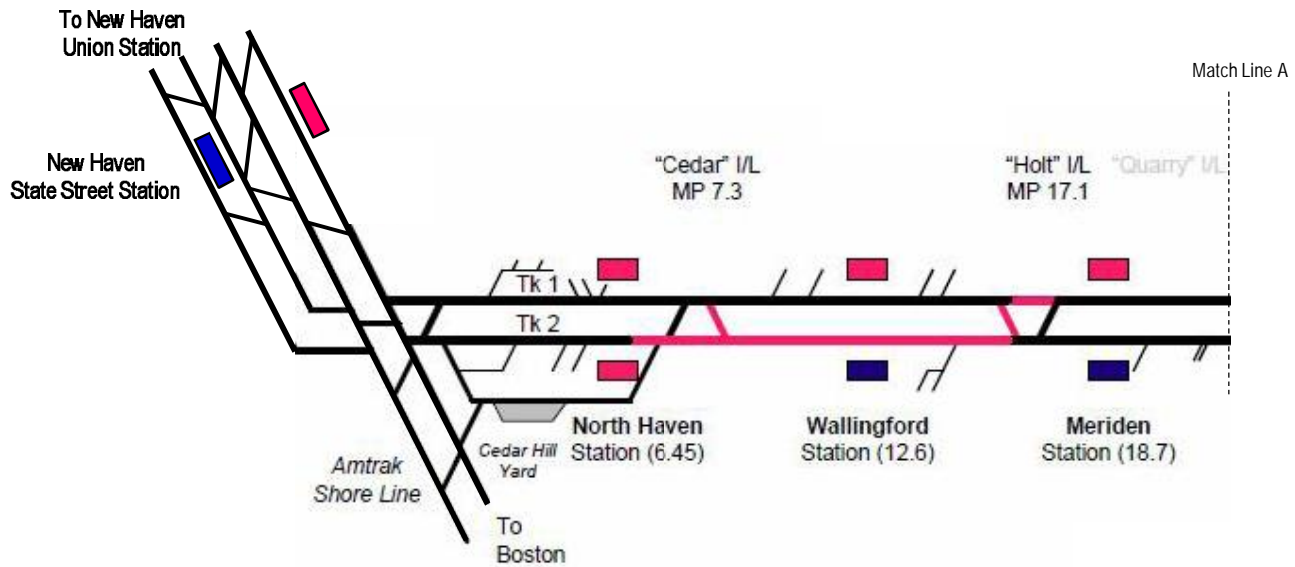 To New Haven
Union Station
Match Line A
New Haven
State Street Station
"Cedar" I/L
MP 7.3
"Holt" I/L
MP 17.1
"Quarry" I/L
Tk 1
Tk 2
North Haven
Station (6.45)
Wallingford
Station (12.6)
Meriden
Station (18.7)
Cedar Hill
Yard
Amtrak
Shore Line
To
Boston